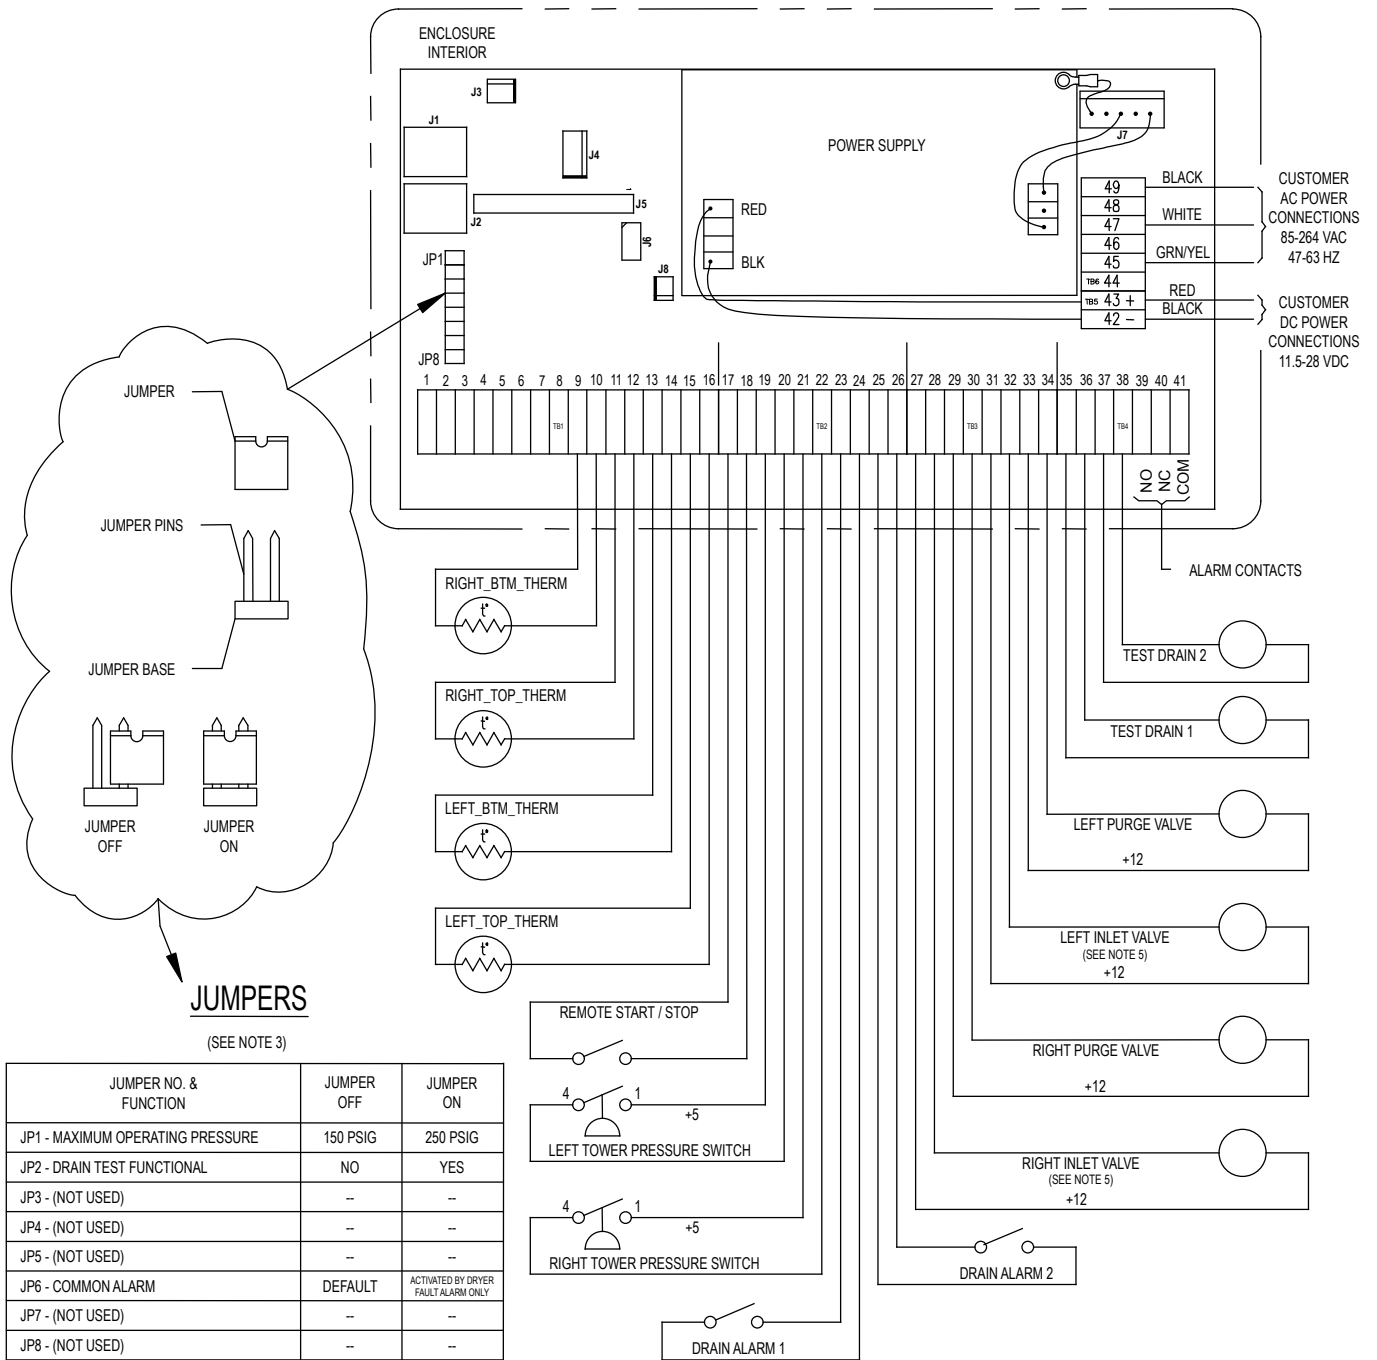 ENCLOSURE
INTERIOR
J3
J1
J4
J2
J5
J6
J8
JP1
JP8
POWER SUPPLY
RED
BLK
J7
49
48
47
46
45
TB6 44
TB5 43 +
42 –
BLACK
WHITE
GRN/YEL
RED
BLACK
CUSTOMER
AC POWER
CONNECTIONS
85-264 VAC
47-63 HZ
CUSTOMER
DC POWER
CONNECTIONS
11.5-28 VDC
1 2 3 4 5 6 7 8 9 10 11 12 13 14 15 16 17 18 19 20 21 22 23 24 25 26 27 28 29 30 31 32 33 34 35 36 37 38 39 40 41
TB1 TB2 TB3 TB4
NO
NC
COM
ALARM CONTACTS
JUMPER
JUMPER PINS
JUMPER BASE
JUMPER
OFF
JUMPER
ON
RIGHT_BTM_THERM
t°
RIGHT_TOP_THERM
t°
LEFT_BTM_THERM
t°
LEFT_TOP_THERM
t°
REMOTE START / STOP
4 1
+5
LEFT TOWER PRESSURE SWITCH
4 1
+5
RIGHT TOWER PRESSURE SWITCH
DRAIN ALARM 1
TEST DRAIN 2
TEST DRAIN 1
LEFT PURGE VALVE
+12
LEFT INLET VALVE
(SEE NOTE 5)
+12
RIGHT PURGE VALVE
+12
RIGHT INLET VALVE
(SEE NOTE 5)
+12
DRAIN ALARM 2
JUMPERS
(SEE NOTE 3)
JUMPER NO. &
FUNCTION
JUMPER
OFF
JUMPER
ON
JP1 - MAXIMUM OPERATING PRESSURE 150 PSIG 250 PSIG
JP2 - DRAIN TEST FUNCTIONAL NO YES
JP3 - (NOT USED) -- --
JP4 - (NOT USED) -- --
JP5 - (NOT USED) -- --
JP6 - COMMON ALARM DEFAULT ACTIVATED BY DRYER
FAULT ALARM ONLY
JP7 - (NOT USED) -- --
JP8 - (NOT USED) -- --